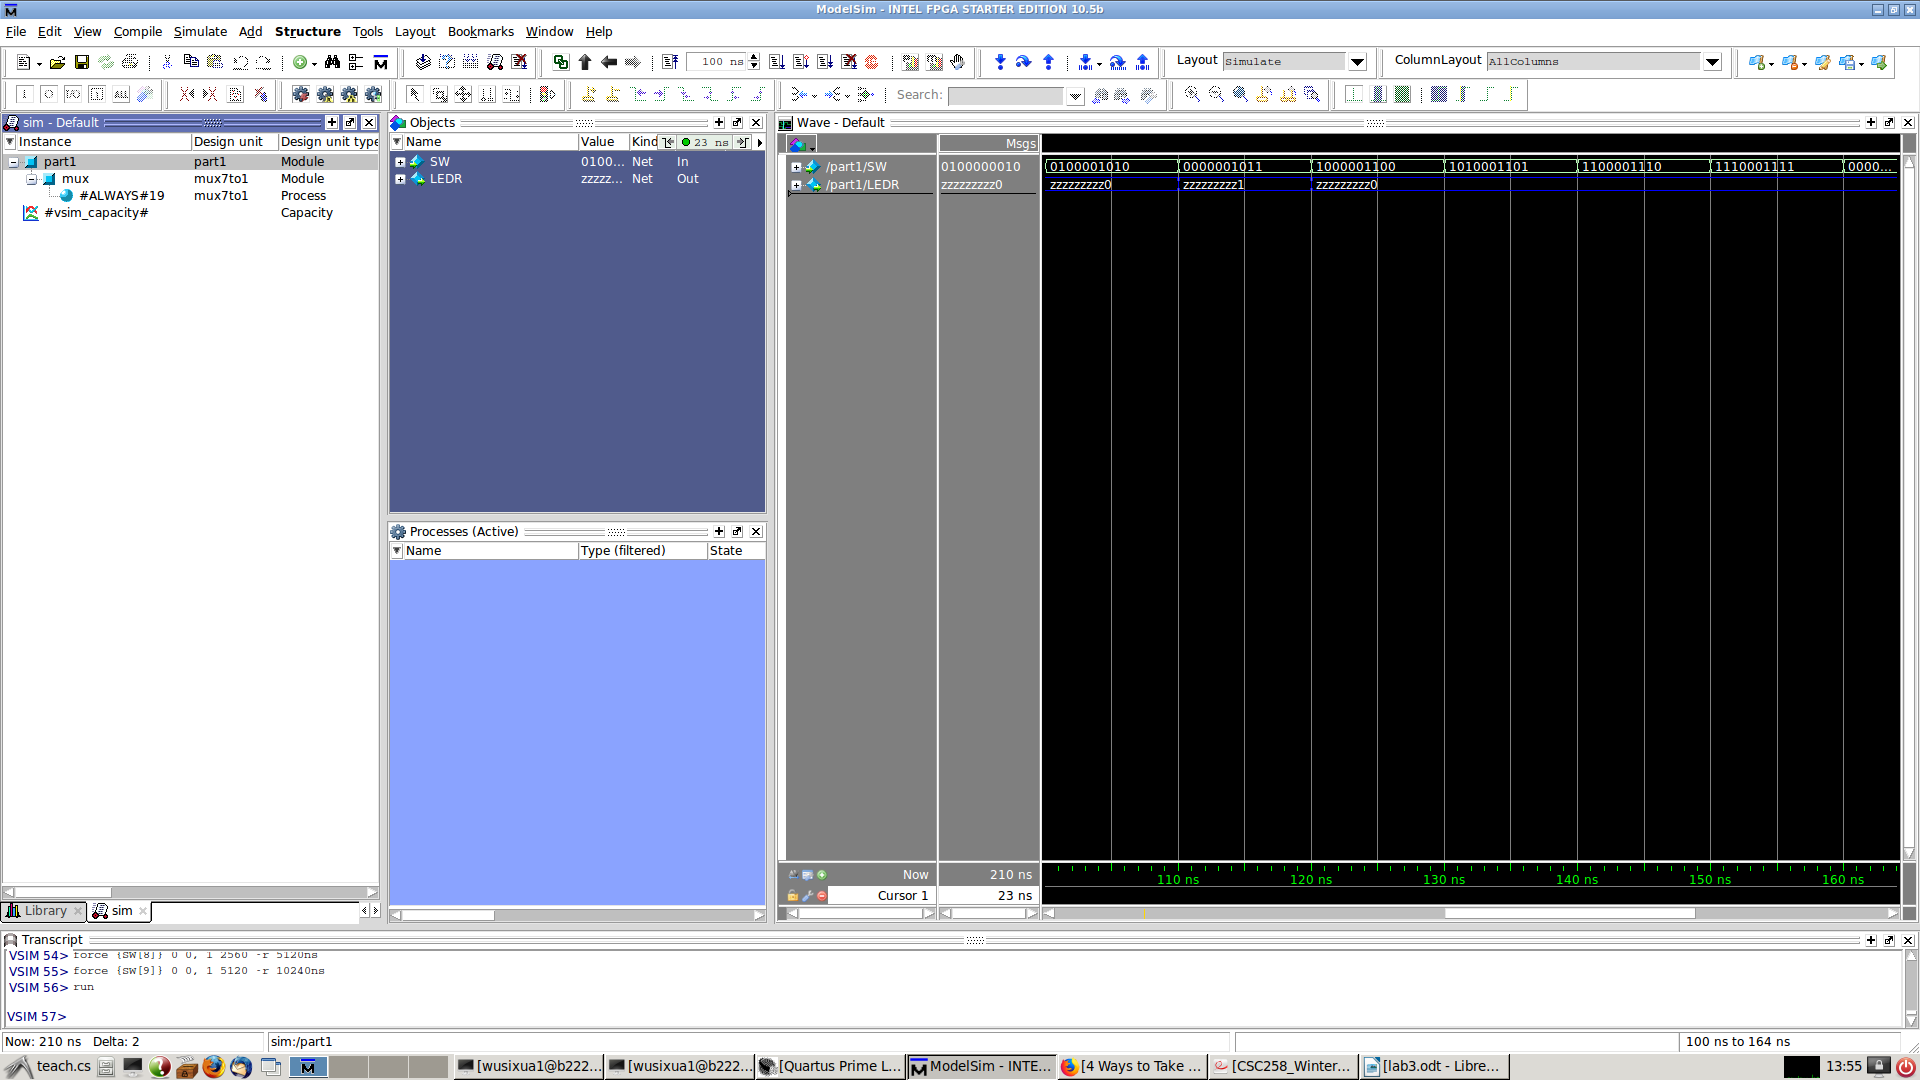 ModelSim - INTEL FPGA STARTER EDITION 10.5b
File Edit View Compile Simulate Add Structure Tools Layout Bookmarks Window Help
100 ns
Layout Simulate
ColumnLayout AllColumns
Search:
sim - Default
Instance Design unit Design unit type
part1 part1 Module
mux mux7to1 Module
#ALWAYS#19 mux7to1 Process
#vsim_capacity# Capacity
Library
sim
Objects
Name Value Kind 23 ns
SW 0100... Net In
LEDR zzzzz... Net Out
Processes (Active)
Name Type (filtered) State
Wave - Default
Msgs
/part1/SW 0100000010 0100001010 0000001011 1000001100 1010001101 1100001110 1110001111 0000...
/part1/LEDR zzzzzzzzz0 zzzzzzzzz0 zzzzzzzzz1 zzzzzzzzz0
Now 210 ns
110 ns 120 ns 130 ns 140 ns 150 ns 160 ns
Cursor 1 23 ns
Transcript
VSIM 54> force {SW[8]} 0 0, 1 2560 -r 5120ns
VSIM 55> force {SW[9]} 0 0, 1 5120 -r 10240ns
VSIM 56> run
VSIM 57>
Now: 210 ns Delta: 2
sim:/part1
100 ns to 164 ns
teach.cs
[wusixua1@b222...
[wusixua1@b222...
[Quartus Prime L...
ModelSim - INTE...
[4 Ways to Take ...
[CSC258_Winter...
[lab3.odt - Libre...
13:55